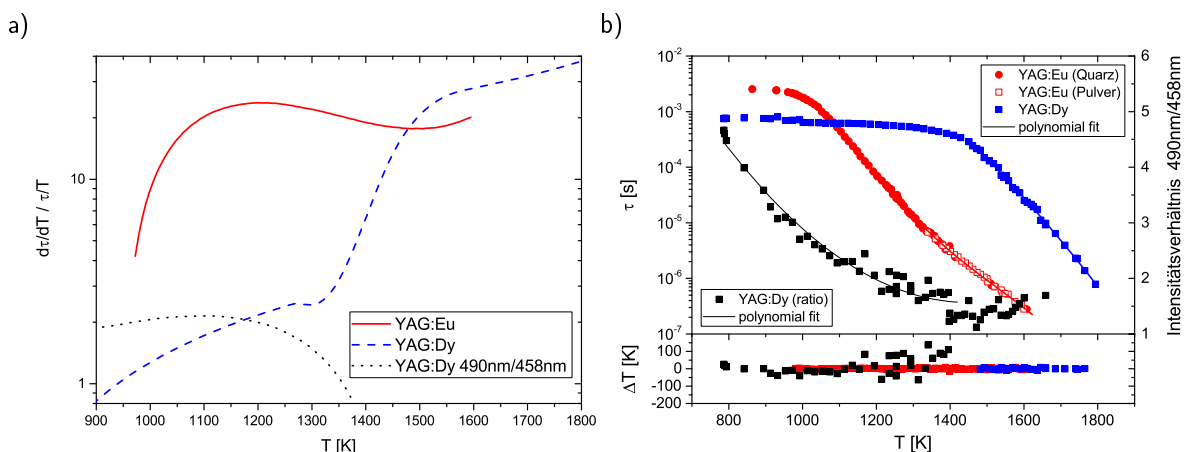 a)
dτ/dT / τ/T
10
1
900 1000 1100 1200 1300 1400 1500 1600 1700 1800
T [K]
YAG:Eu
YAG:Dy
YAG:Dy 490nm/458nm
b)
10⁻²
10⁻³
10⁻⁴
10⁻⁵
10⁻⁶
10⁻⁷
τ [s]
YAG:Eu (Quarz)
YAG:Eu (Pulver)
YAG:Dy
polynomial fit
YAG:Dy (ratio)
polynomial fit
6
5
4
3
2
1
Intensitätsverhältnis 490nm/458nm
100
0
-100
-200
ΔT [K]
800 1000 1200 1400 1600 1800
T [K]